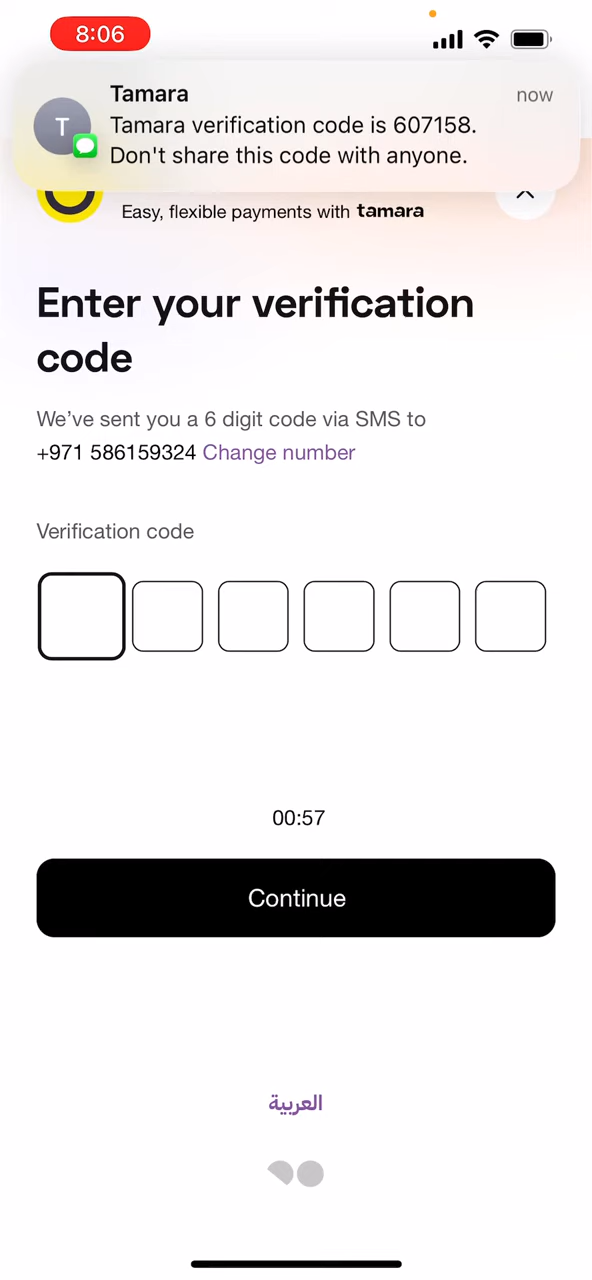 8:06
Tamara
now
T
Tamara verification code is 607158.
Don't share this code with anyone.
Easy, flexible payments with tamara
Enter your verification
code
We’ve sent you a 6 digit code via SMS to
+971 586159324 Change number
Verification code
00:57
Continue
العربية